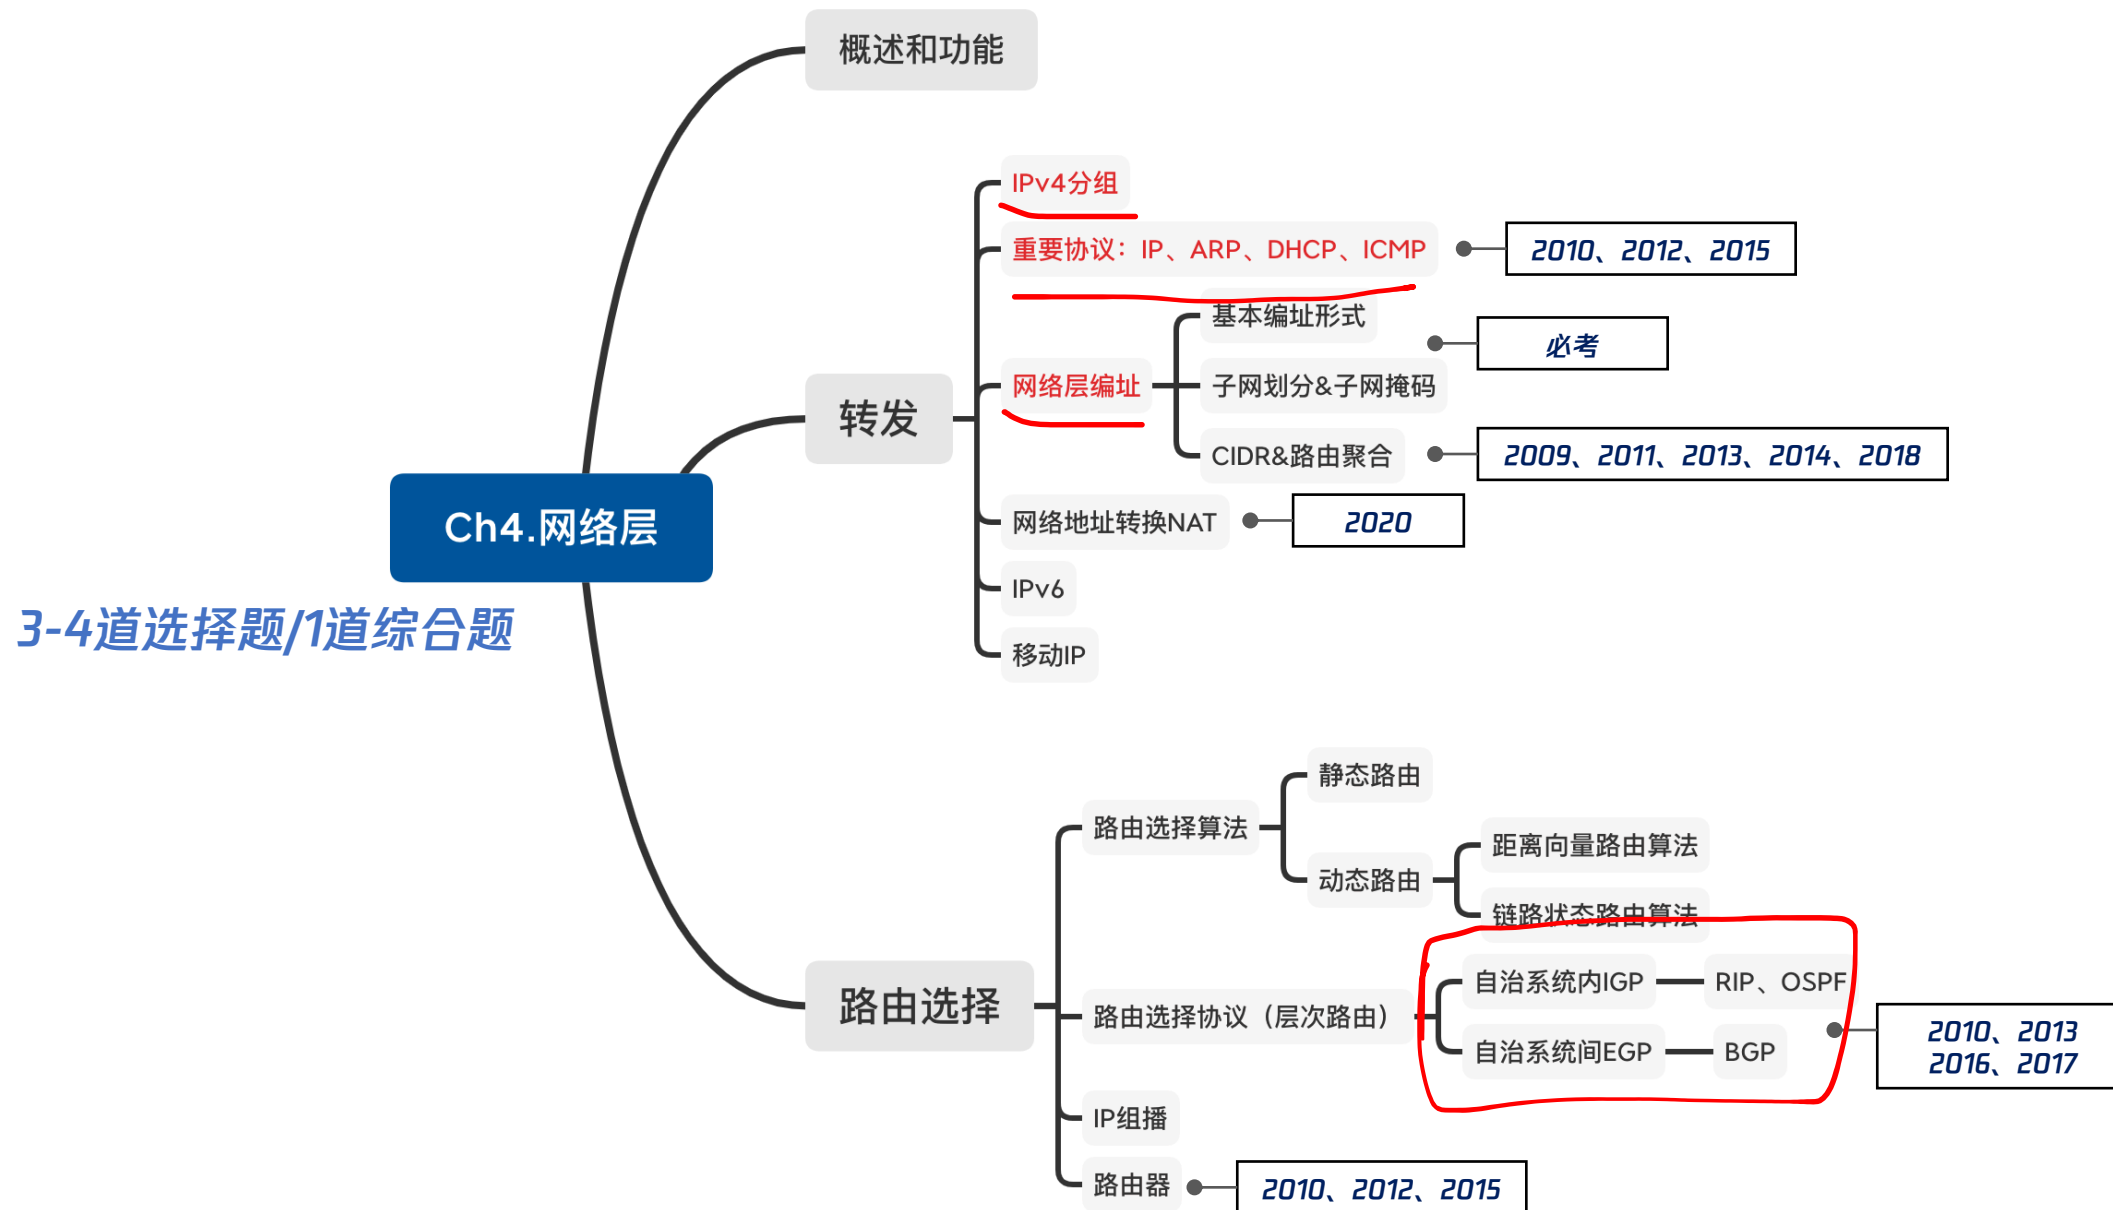 概述和功能
IPv4分组
重要协议：IP、ARP、DHCP、ICMP
2010、2012、2015
基本编址形式
必考
网络层编址
子网划分&子网掩码
转发
CIDR&路由聚合
2009、2011、2013、2014、2018
Ch4.网络层
网络地址转换NAT
2020
IPv6
3-4道选择题/1道综合题
移动IP
静态路由
路由选择算法
距离向量路由算法
动态路由
链路状态路由算法
自治系统内IGP
RIP、OSPF
路由选择
路由选择协议（层次路由）
自治系统间EGP
BGP
2010、2013
2016、2017
IP组播
路由器
2010、2012、2015